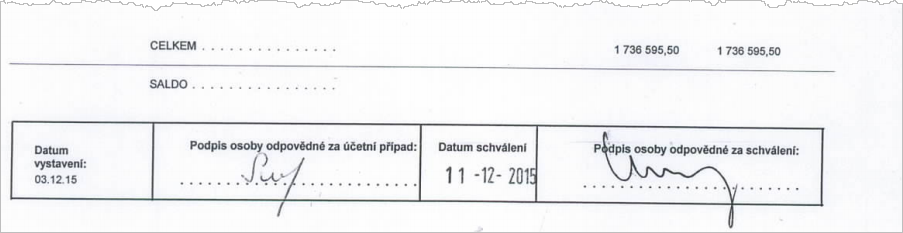 CELKEM . . . . . . . . . . . . . . . 1 736 595,50 1 736 595,50
SALDO . . . . . . . . . . . . . . . .
Datum vystavení:
03.12.15
Podpis osoby odpovědné za účetní případ:
Datum schválení
11 -12- 2015
Podpis osoby odpovědné za schválení: